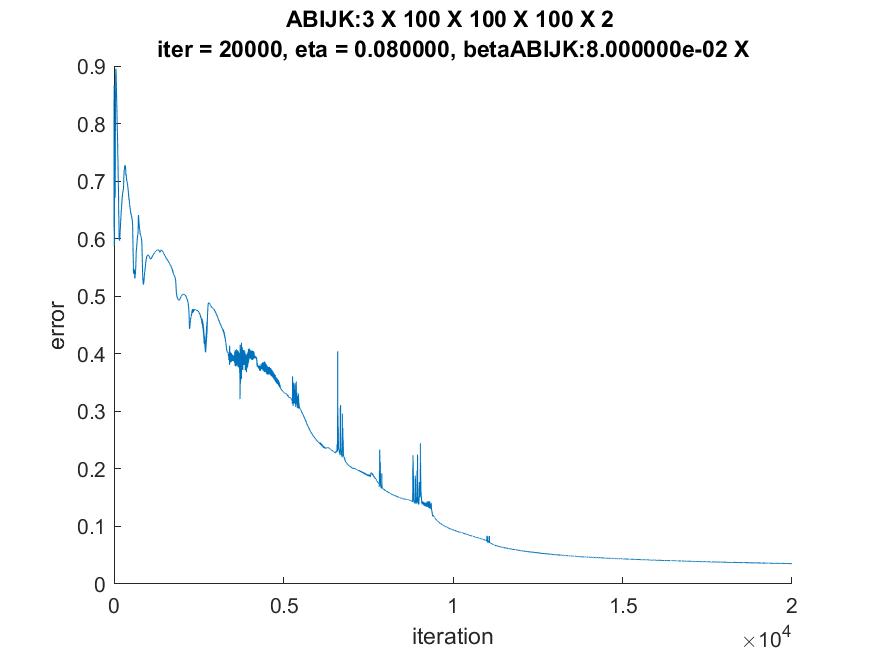 ABIJK:3 X 100 X 100 X 100 X 2
iter = 20000, eta = 0.080000, betaABIJK:8.000000e-02 X
0.9
0.8
0.7
0.6
0.5
0.4
0.3
0.2
0.1
0
error
0 0.5 1 1.5 2
iteration
×10⁴